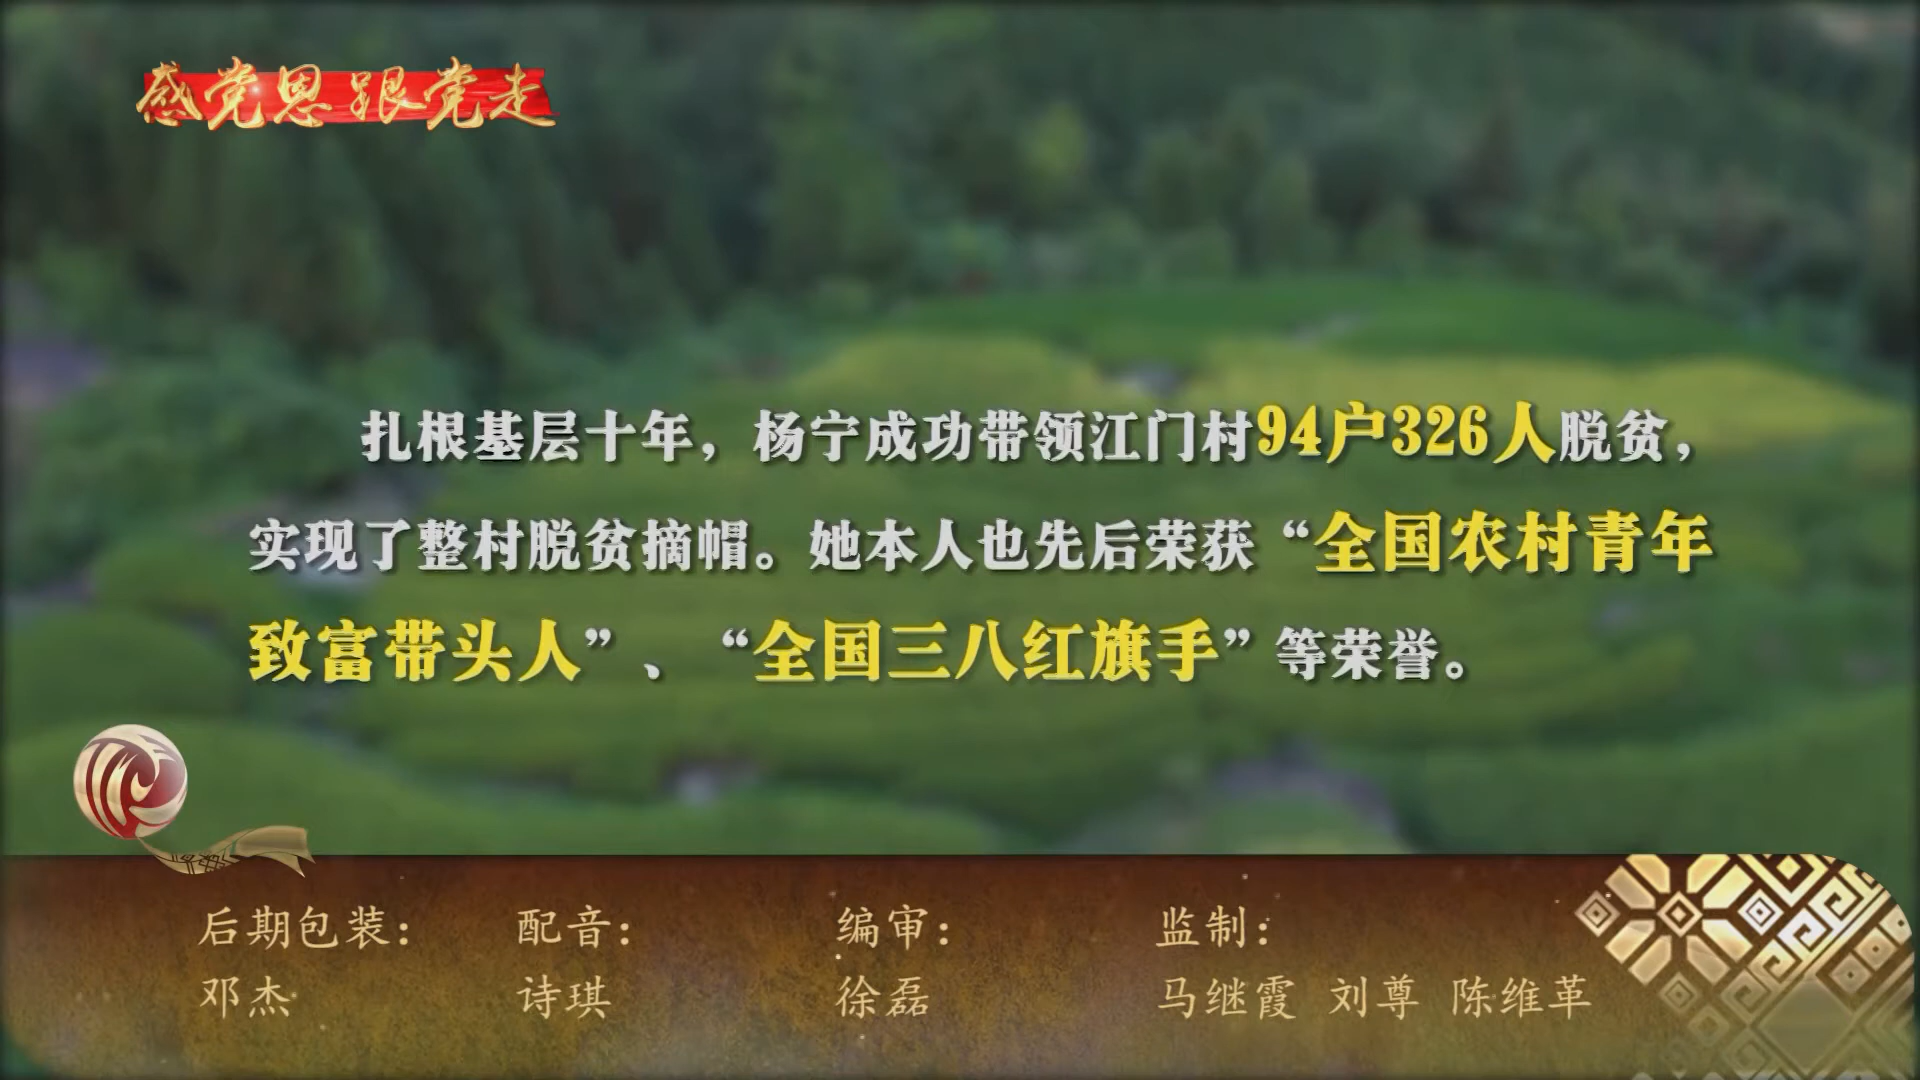 感党恩 跟党走
扎根基层十年，杨宁成功带领江门村94户326人脱贫，
实现了整村脱贫摘帽。她本人也先后荣获“全国农村青年
致富带头人”、“全国三八红旗手”等荣誉。
后期包装： 配音： 编审： 监制：
邓杰 诗琪 徐磊 马继霞 刘尊 陈维革